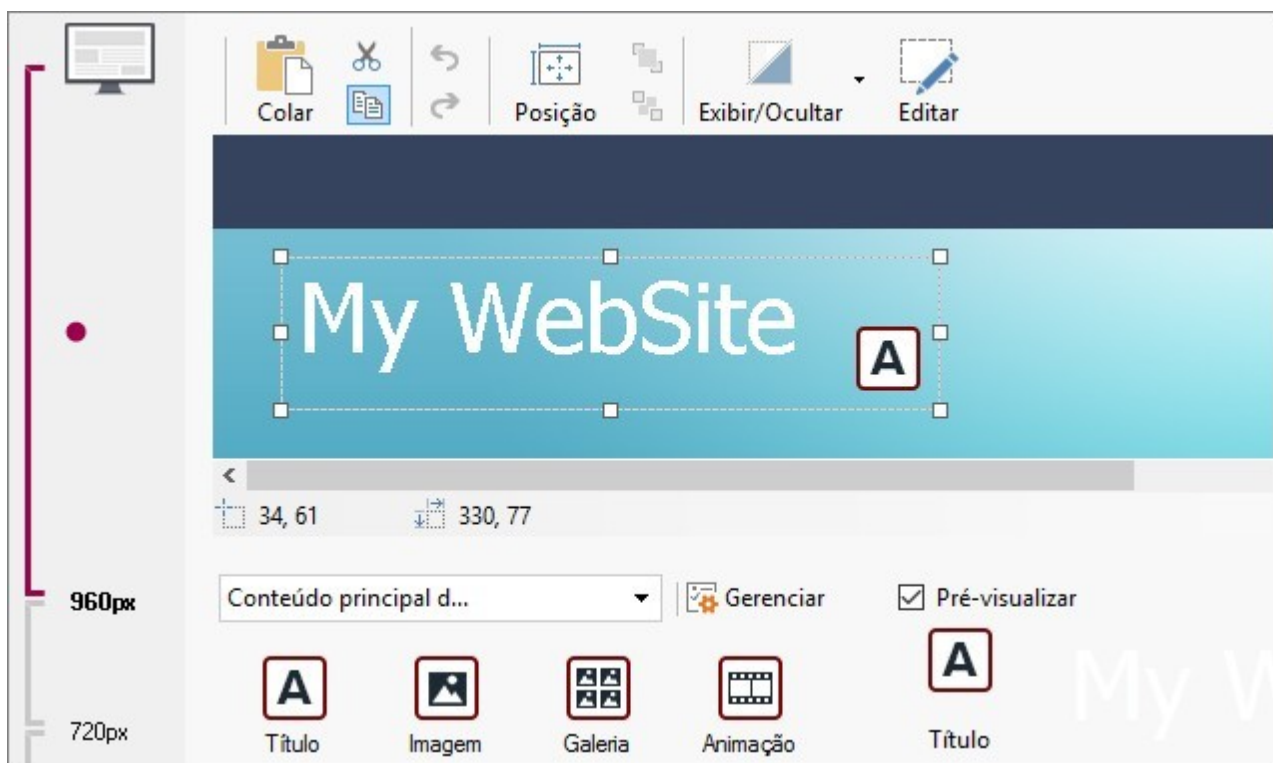 Colar
Posição
Exibir/Ocultar
Editar
My WebSite
A
34, 61
330, 77
960px
Conteúdo principal d...
Gerenciar
Pré-visualizar
A
A
My W
720px
Título
Imagem
Galeria
Animação
Título